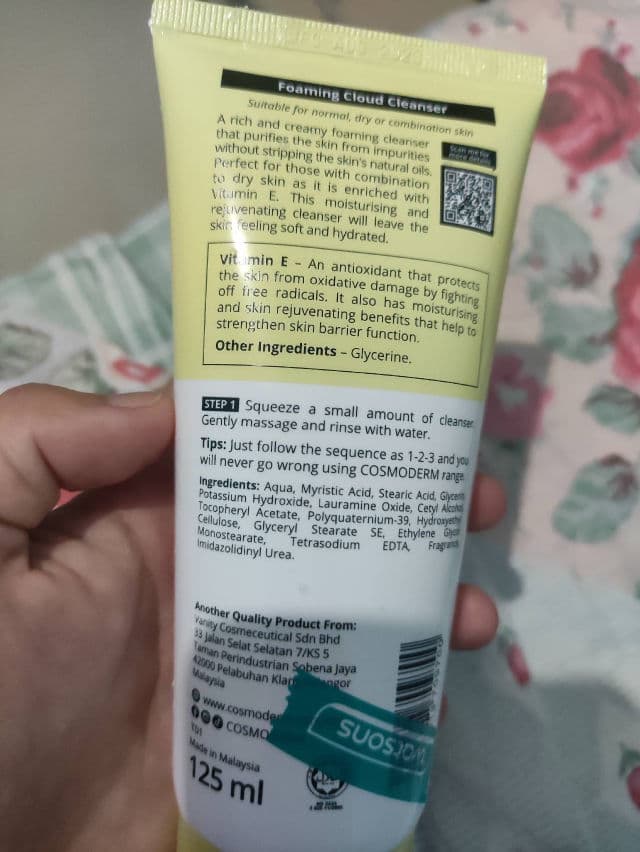 Foaming Cloud Cleanser
Suitable for normal, dry or combination skin
A rich and creamy foaming cleanser
that purifies the skin from impurities
without stripping the skin's natural oils.
Perfect for those with combination
to dry skin as it is enriched with
Vitamin E. This moisturising and
rejuvenating cleanser will leave the
skin feeling soft and hydrated.
Scan me for
more details
Vitamin E – An antioxidant that protects
the skin from oxidative damage by fighting
off free radicals. It also has moisturising
and skin rejuvenating benefits that help to
strengthen skin barrier function.
Other Ingredients – Glycerine.
STEP 1 Squeeze a small amount of cleanser.
Gently massage and rinse with water.
Tips: Just follow the sequence as 1-2-3 and you
will never go wrong using COSMODERM range.
Ingredients: Aqua, Myristic Acid, Stearic Acid, Glycerin,
Potassium Hydroxide, Lauramine Oxide, Cetyl Alcohol,
Tocopheryl Acetate, Polyquaternium-39, Hydroxyethyl
Cellulose, Glyceryl Stearate SE, Ethylene Glycol
Monostearate, Tetrasodium EDTA, Fragrance,
Imidazolidinyl Urea.
Another Quality Product From:
Vanity Cosmeceutical Sdn Bhd
33 Jalan Selat Selatan 7/KS 5
Taman Perindustrian Sobena Jaya
42000 Pelabuhan Klang
Malaysia
www.cosmoder
COSMO
Made in Malaysia
125 ml